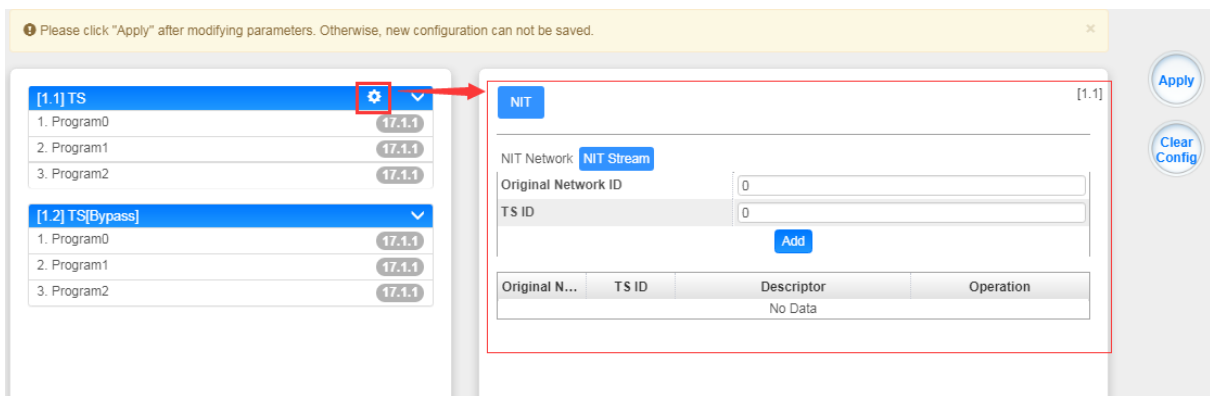 Please click "Apply" after modifying parameters. Otherwise, new configuration can not be saved. ×
[1.1] TS
1. Program0 17.1.1
2. Program1 17.1.1
3. Program2 17.1.1
[1.2] TS[Bypass]
1. Program0 17.1.1
2. Program1 17.1.1
3. Program2 17.1.1
NIT [1.1]
NIT Network NIT Stream
Original Network ID 0
TS ID 0
Add
Original N... TS ID Descriptor Operation
No Data
Apply
Clear
Config